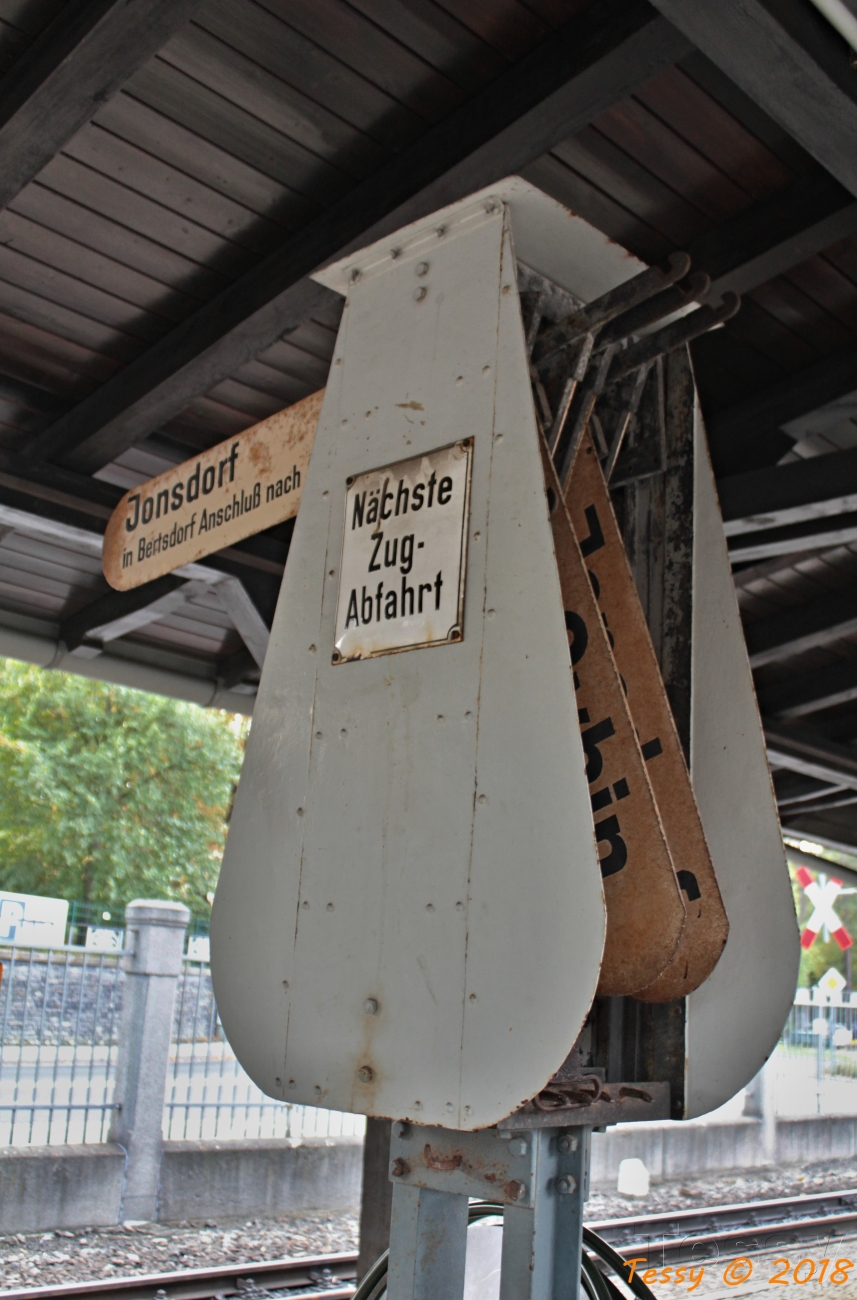 Jonsdorf
in Bertsdorf Anschluß nach
Nächste
Zug-
Abfahrt
P
Tessy © 2018